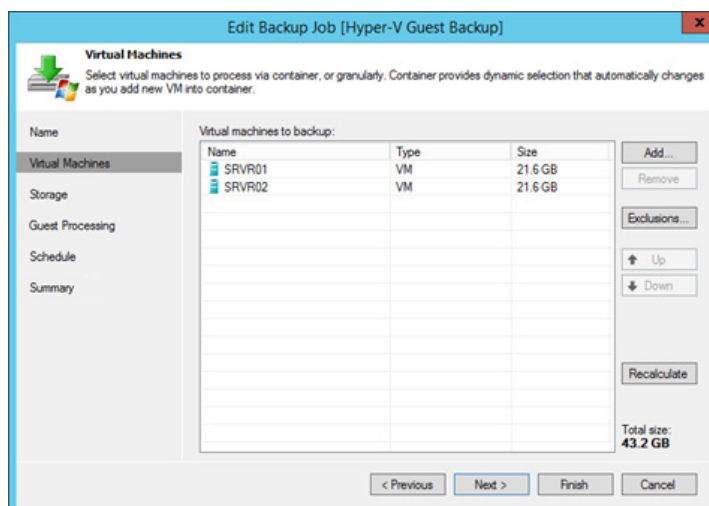 Edit Backup Job [Hyper-V Guest Backup]
x
Virtual Machines
Select virtual machines to process via container, or granularly. Container provides dynamic selection that automatically changes
as you add new VM into container.
Name
Virtual Machines
Storage
Guest Processing
Schedule
Summary
Virtual machines to backup:
Name Type Size
SRVR01 VM 21.6 GB
SRVR02 VM 21.6 GB
Add...
Remove
Exclusions...
Up
Down
Recalculate
Total size:
43.2 GB
< Previous Next > Finish Cancel